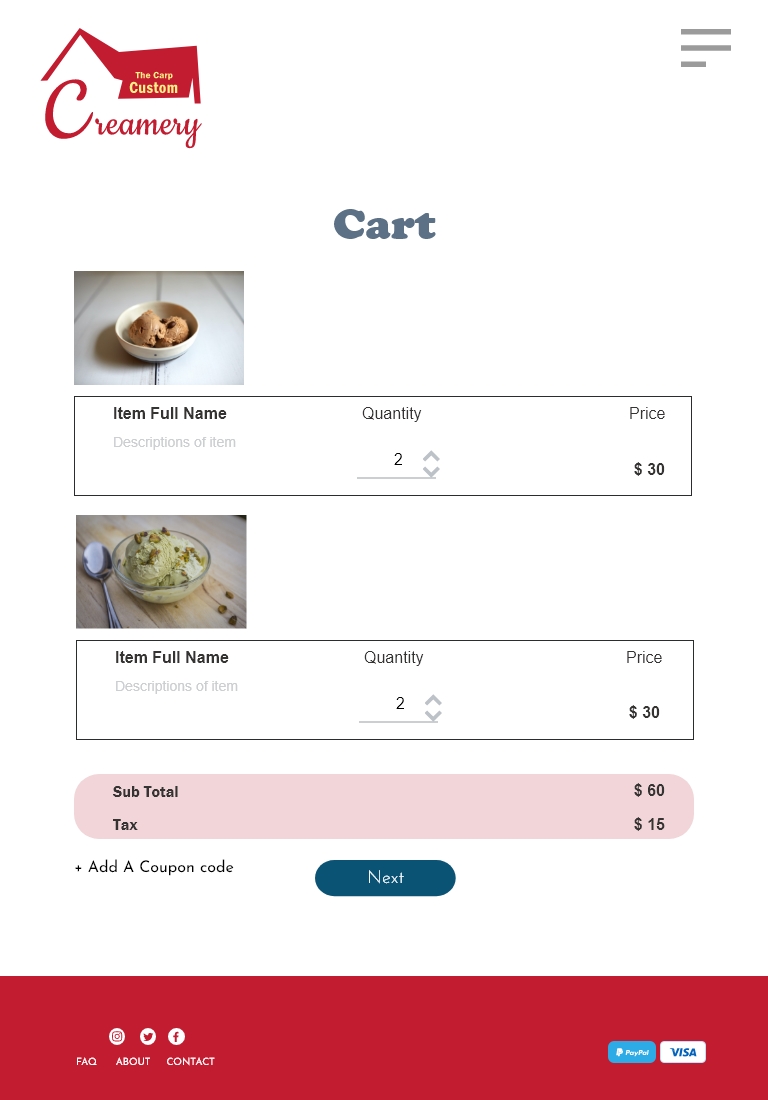 The Carp
Custom
Creamery
Cart
Item Full Name Quantity Price
Descriptions of item
2
$ 30
Item Full Name Quantity Price
Descriptions of item
2
$ 30
Sub Total $ 60
Tax $ 15
+ Add A Coupon code
Next
FAQ ABOUT CONTACT
PayPal VISA